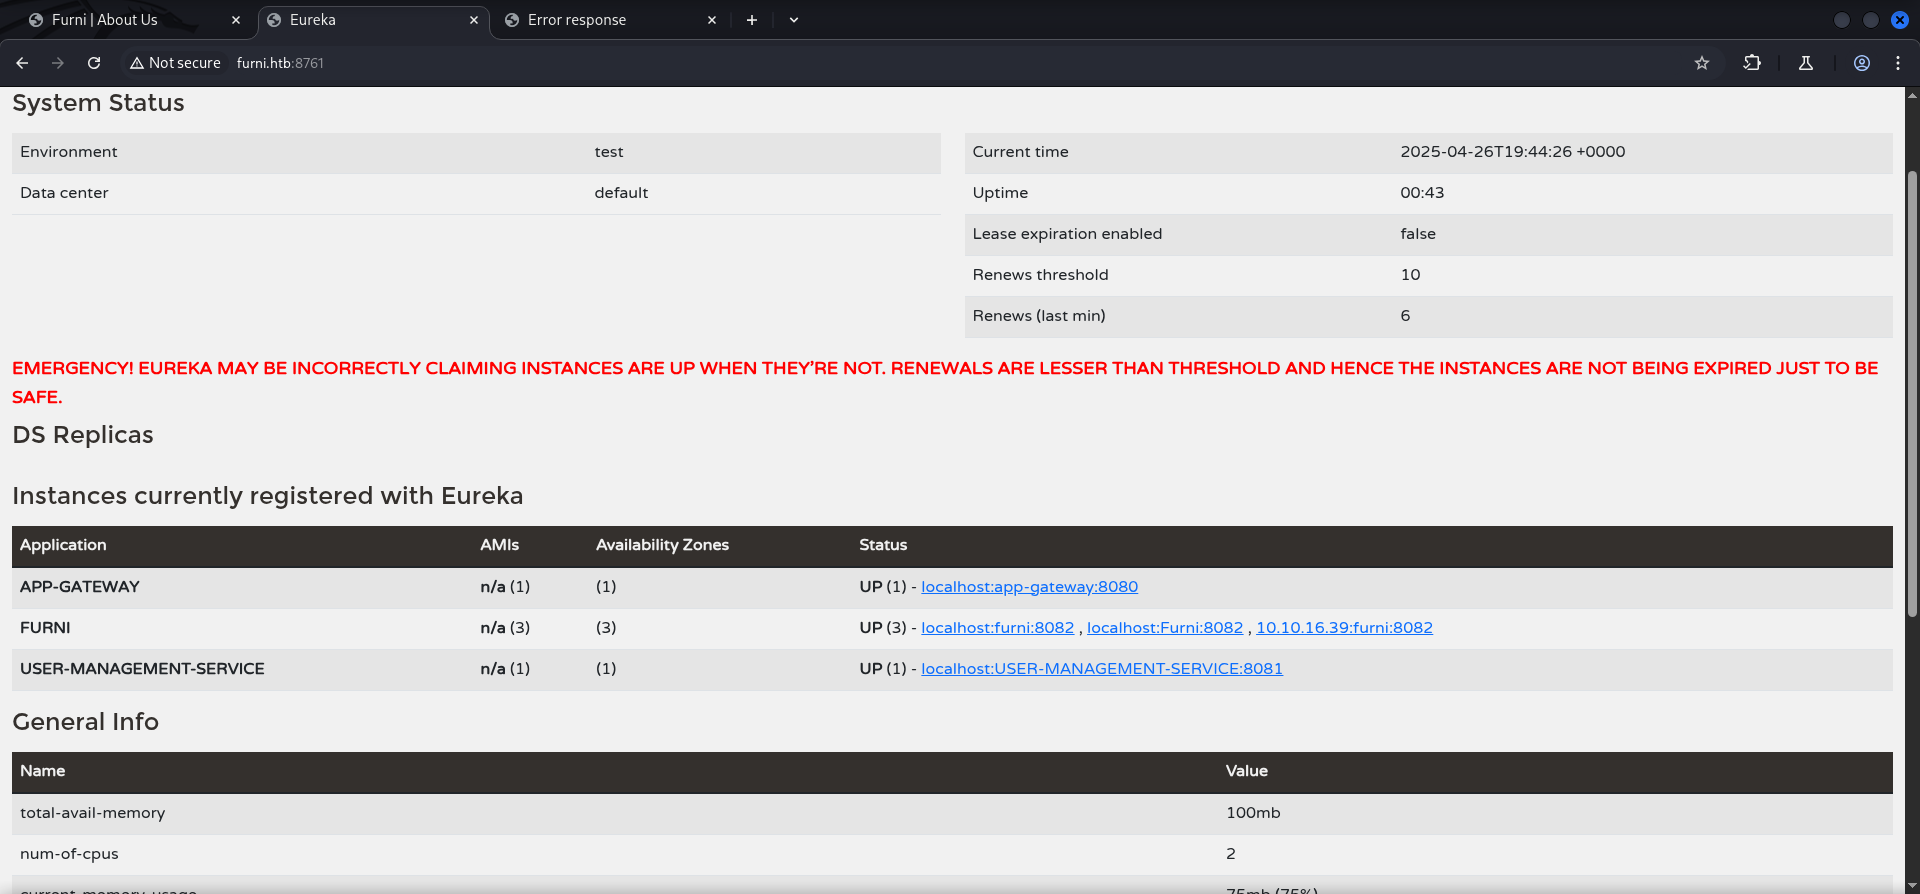 Furni | About Us
Eureka
Error response
Not secure furni.htb:8761
System Status
Environment test
Data center default
Current time 2025-04-26T19:44:26 +0000
Uptime 00:43
Lease expiration enabled false
Renews threshold 10
Renews (last min) 6
EMERGENCY! EUREKA MAY BE INCORRECTLY CLAIMING INSTANCES ARE UP WHEN THEY'RE NOT. RENEWALS ARE LESSER THAN THRESHOLD AND HENCE THE INSTANCES ARE NOT BEING EXPIRED JUST TO BE
SAFE.
DS Replicas
Instances currently registered with Eureka
Application AMIs Availability Zones Status
APP-GATEWAY n/a (1) (1) UP (1) - localhost:app-gateway:8080
FURNI n/a (3) (3) UP (3) - localhost:furni:8082 , localhost:Furni:8082 , 10.10.16.39:furni:8082
USER-MANAGEMENT-SERVICE n/a (1) (1) UP (1) - localhost:USER-MANAGEMENT-SERVICE:8081
General Info
Name Value
total-avail-memory 100mb
num-of-cpus 2
current-memory-usage 75mb (75%)